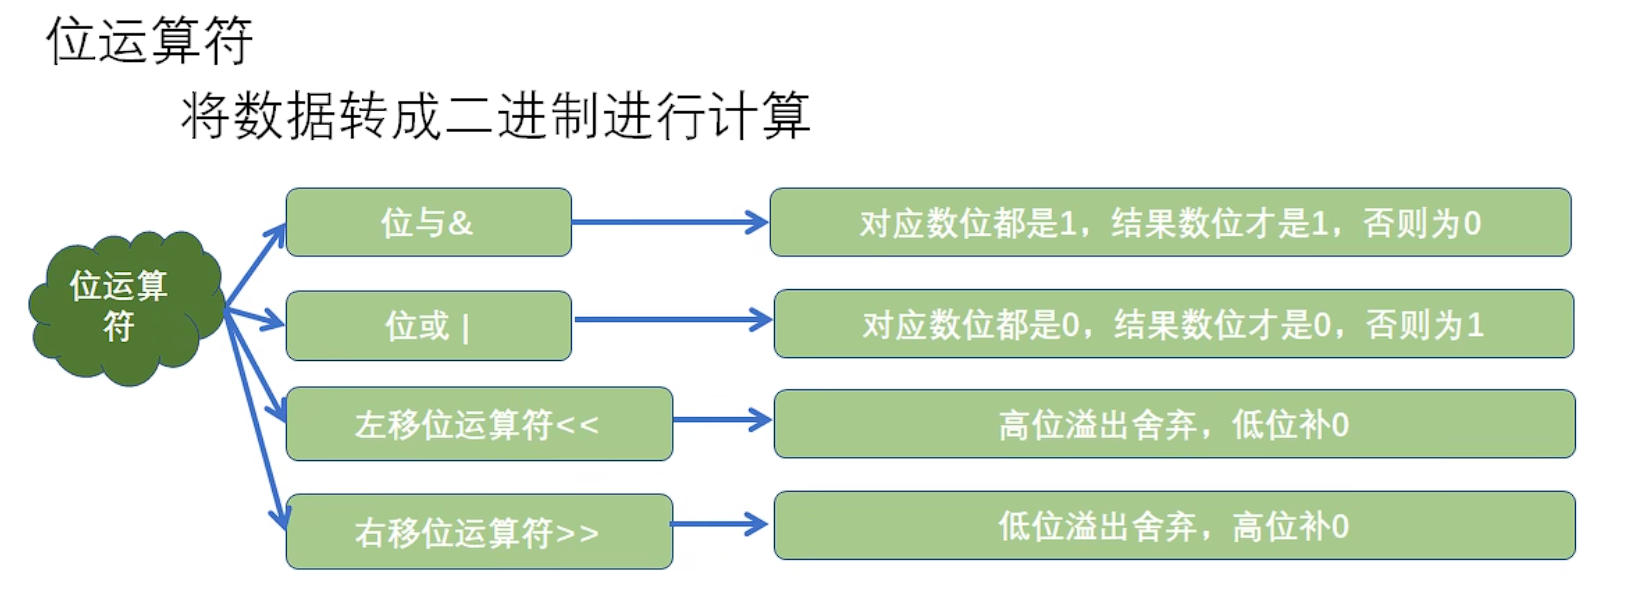 位运算符
将数据转成二进制进行计算
位运算
符
位与&
对应数位都是1，结果数位才是1，否则为0
位或 |
对应数位都是0，结果数位才是0，否则为1
左移位运算符<<
高位溢出舍弃，低位补0
右移位运算符>>
低位溢出舍弃，高位补0